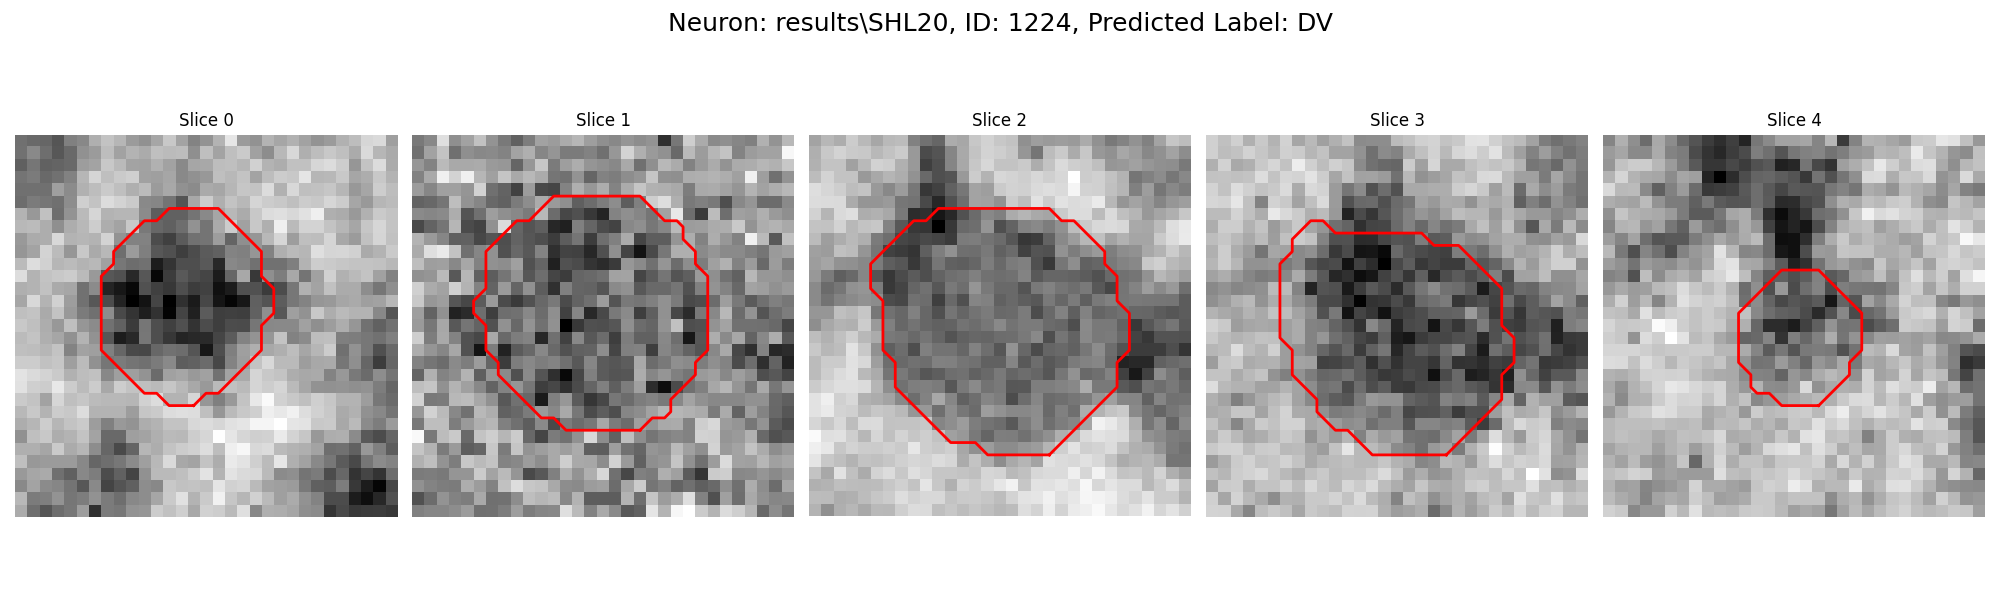 Neuron: results\SHL20, ID: 1224, Predicted Label: DV
Slice 0
Slice 1
Slice 2
Slice 3
Slice 4